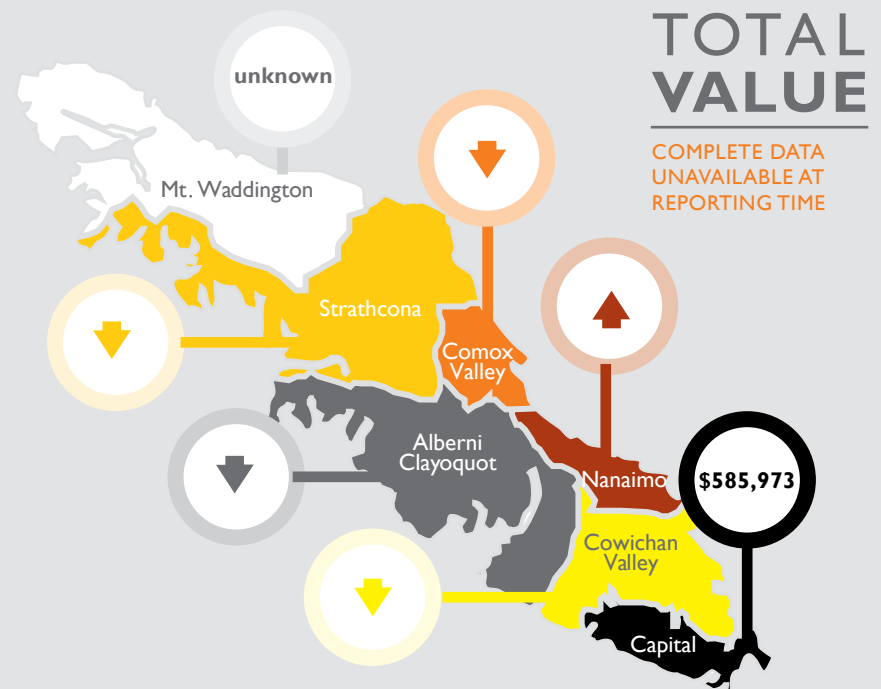 TOTAL
VALUE
COMPLETE DATA
UNAVAILABLE AT
REPORTING TIME
unknown
Mt. Waddington
Strathcona
Comox
Valley
Alberni
Clayoquot
Nanaimo
$585,973
Cowichan
Valley
Capital